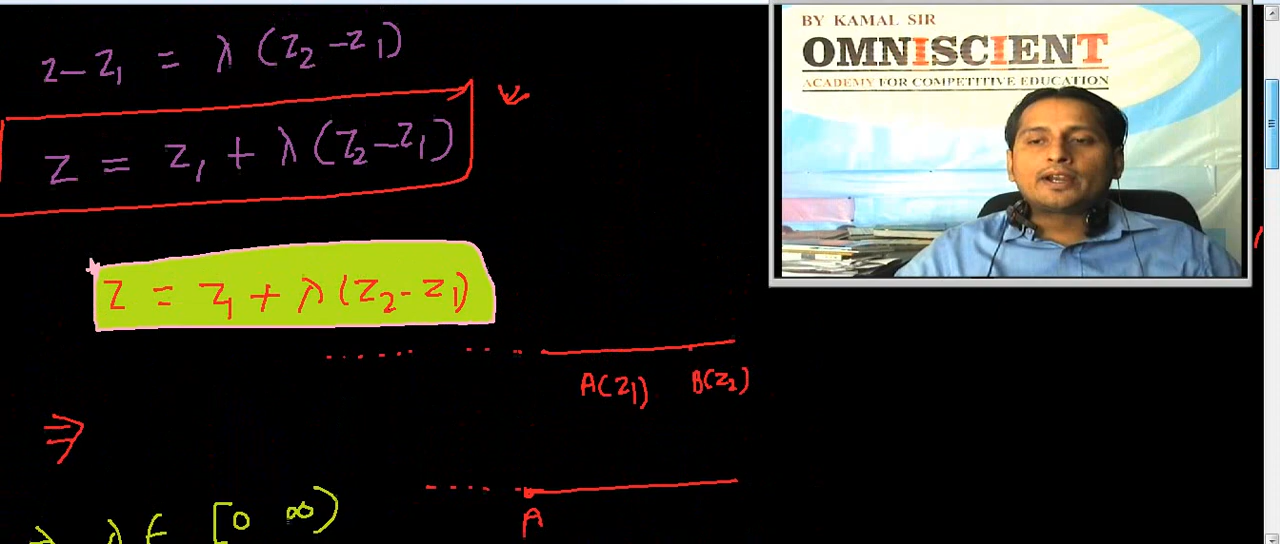 z - z₁ = λ (z₂ - z₁)
z = z₁ + λ (z₂ - z₁)
z = z₁ + λ (z₂ - z₁)
A(z₁) B(z₂)
⇒
A
⇒ λ ∈ [0 ∞)
BY KAMAL SIR
OMNISCIENT
ACADEMY FOR COMPETITIVE EDUCATION